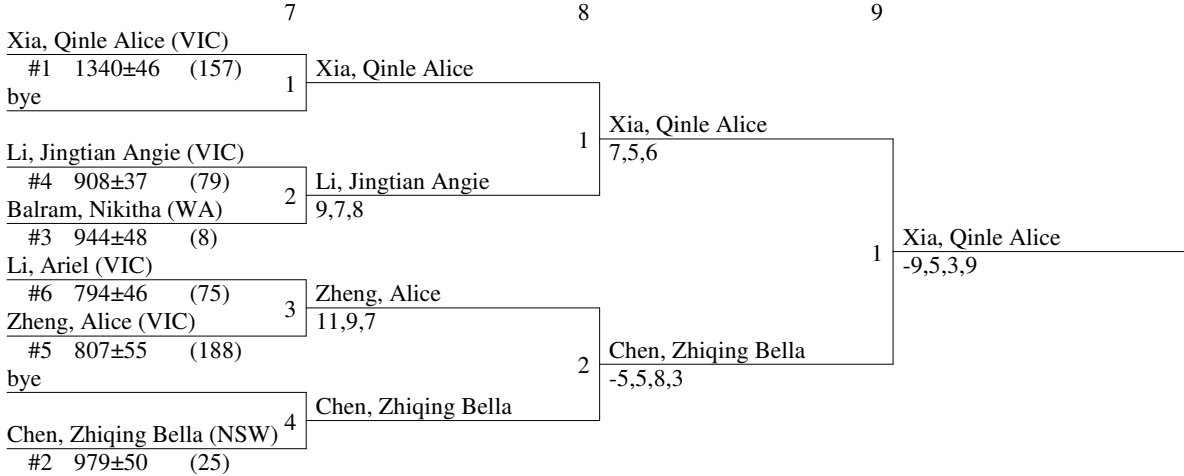 7 8 9
Xia, Qinle Alice (VIC)
#1 1340±46 (157)
1 Xia, Qinle Alice
bye
1 Xia, Qinle Alice
7,5,6
Li, Jingtian Angie (VIC)
#4 908±37 (79)
2 Li, Jingtian Angie
9,7,8
Balram, Nikitha (WA)
#3 944±48 (8)
1 Xia, Qinle Alice
-9,5,3,9
Li, Ariel (VIC)
#6 794±46 (75)
3 Zheng, Alice
11,9,7
Zheng, Alice (VIC)
#5 807±55 (188)
2 Chen, Zhiqing Bella
-5,5,8,3
bye
4 Chen, Zhiqing Bella
Chen, Zhiqing Bella (NSW)
#2 979±50 (25)